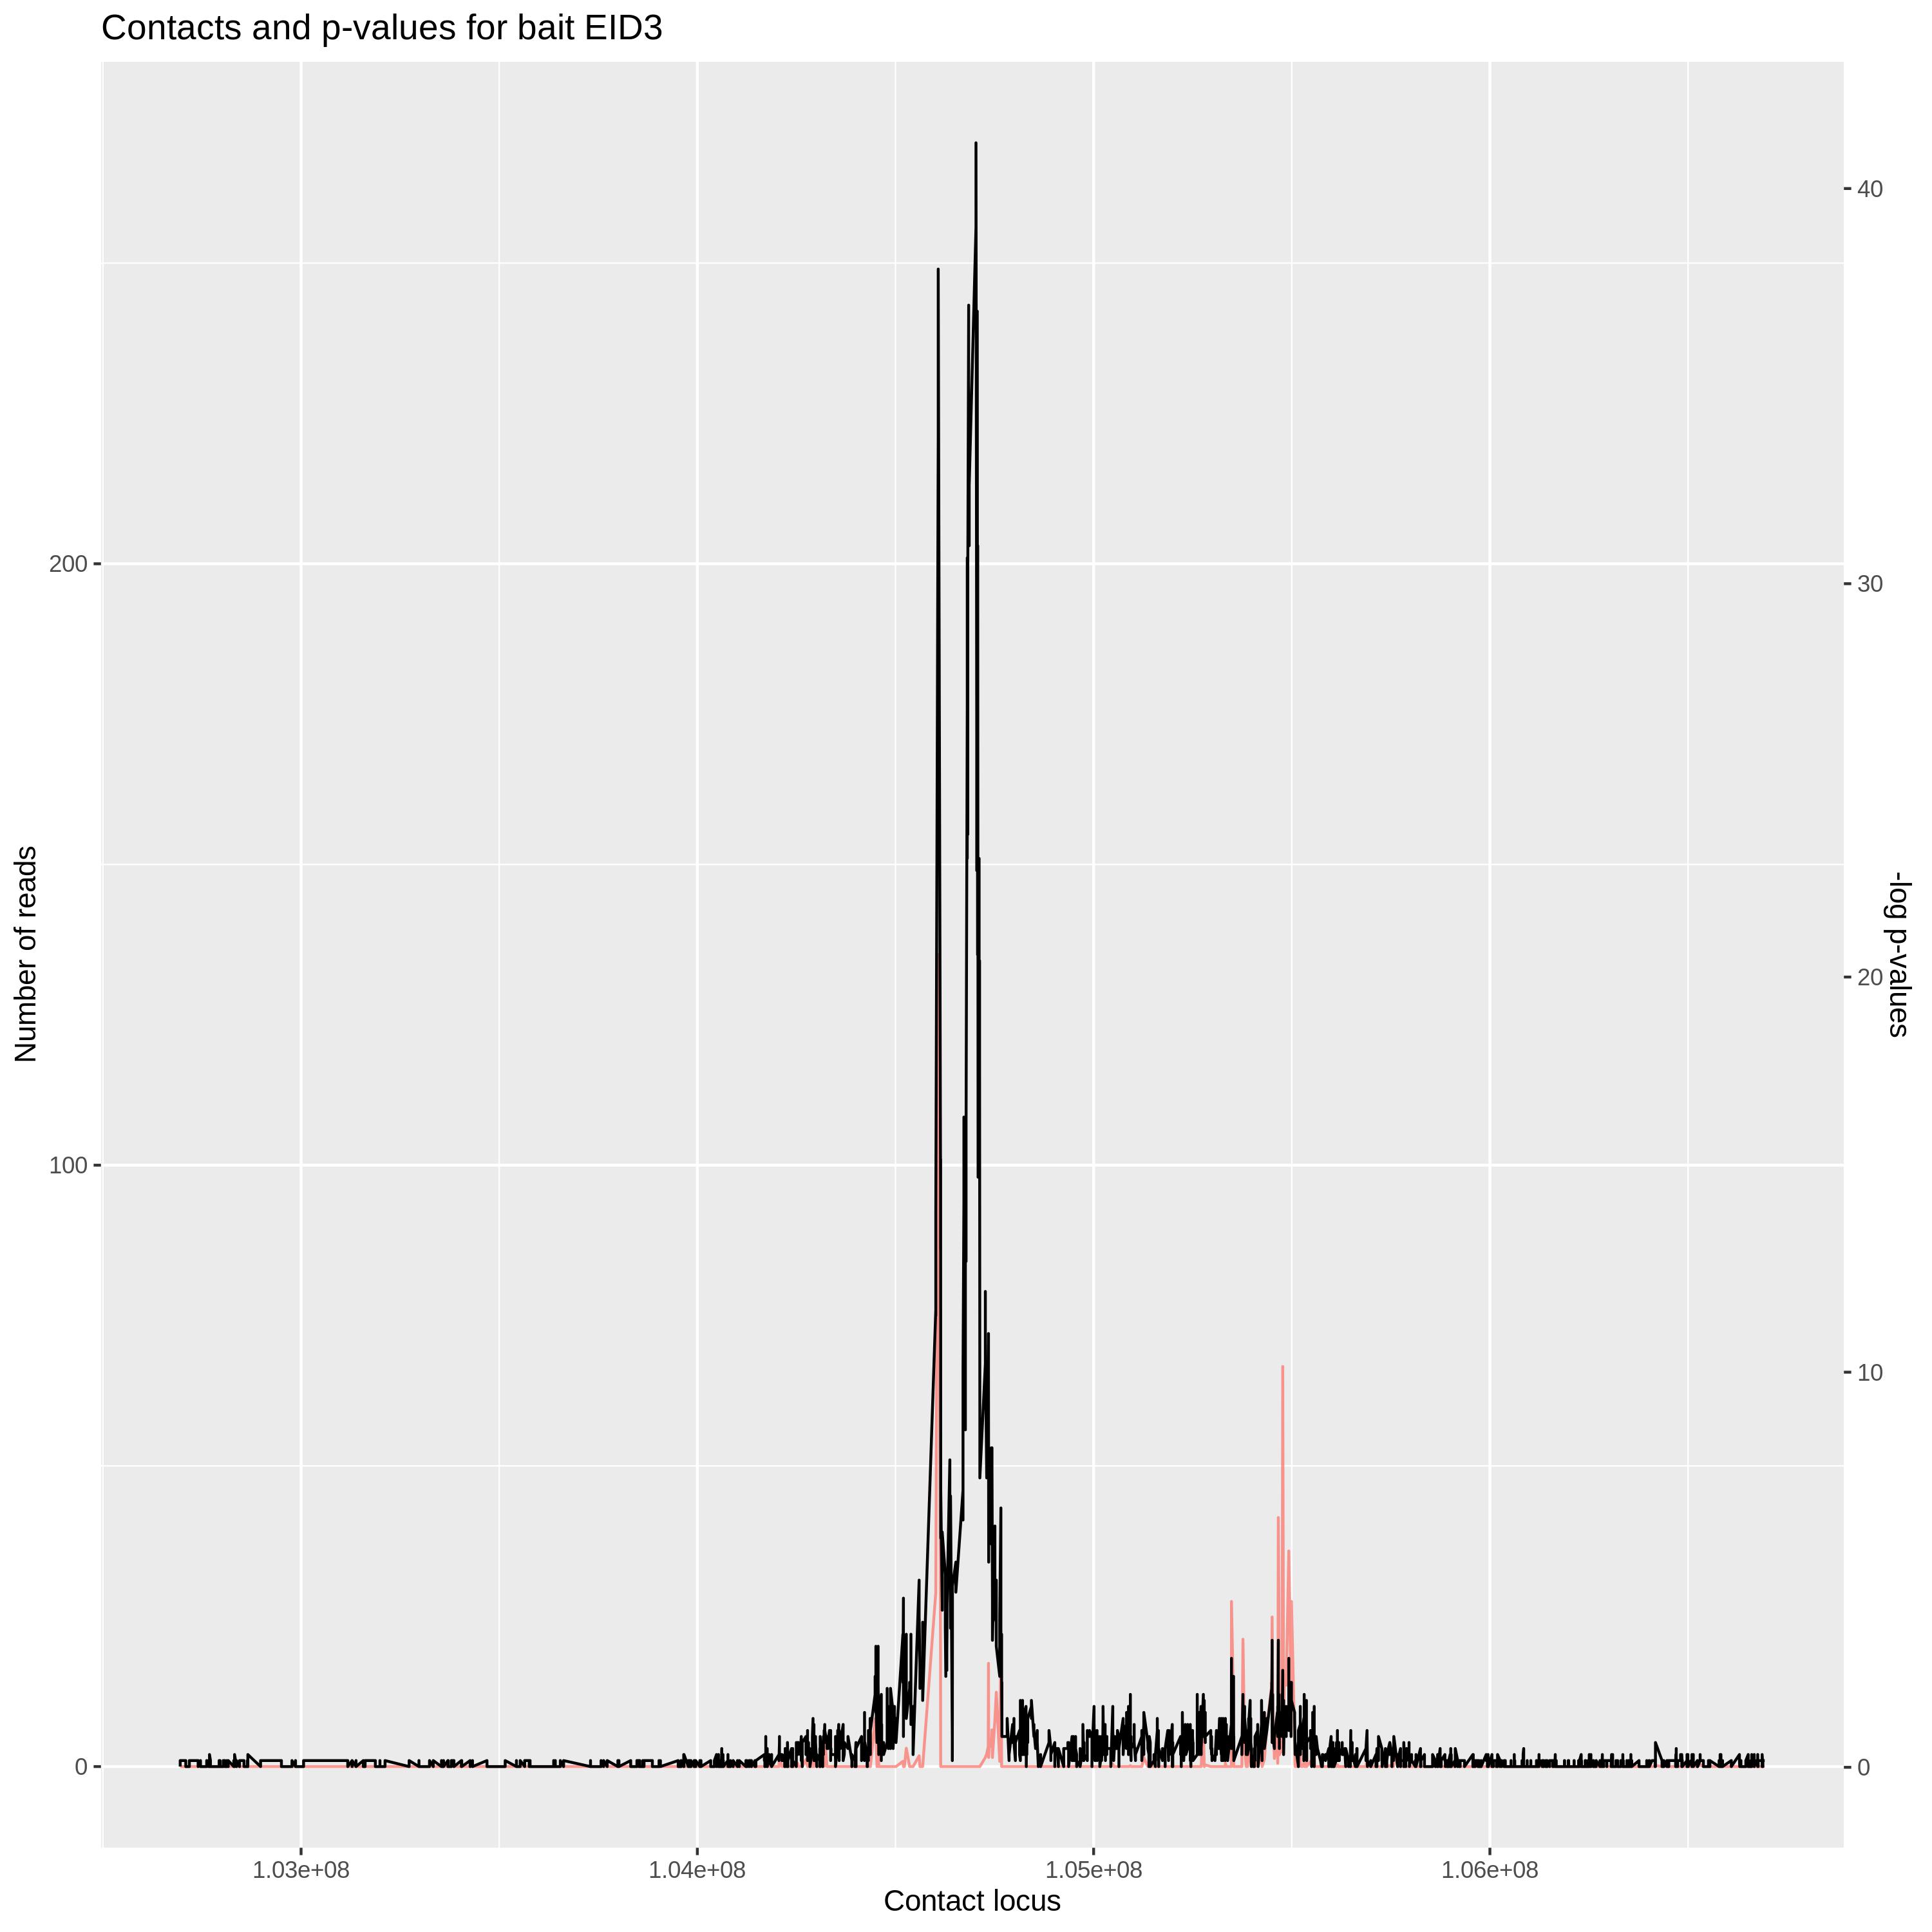 Contacts and p-values for bait EID3
Number of reads
200
100
0
40
30
20
10
0
-log p-values
1.03e+08 1.04e+08 1.05e+08 1.06e+08
Contact locus